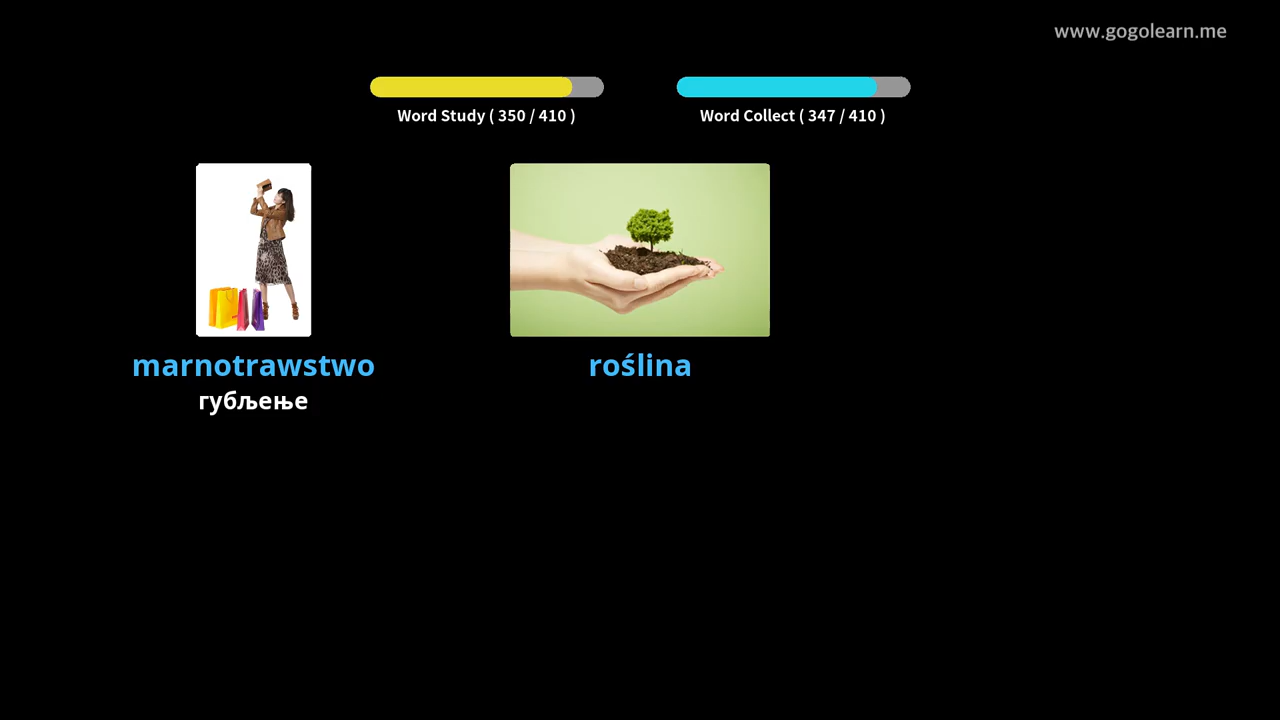 www.gogolearn.me
Word Study ( 350 / 410 )
Word Collect ( 347 / 410 )
marnotrawstwo
губљење
roślina